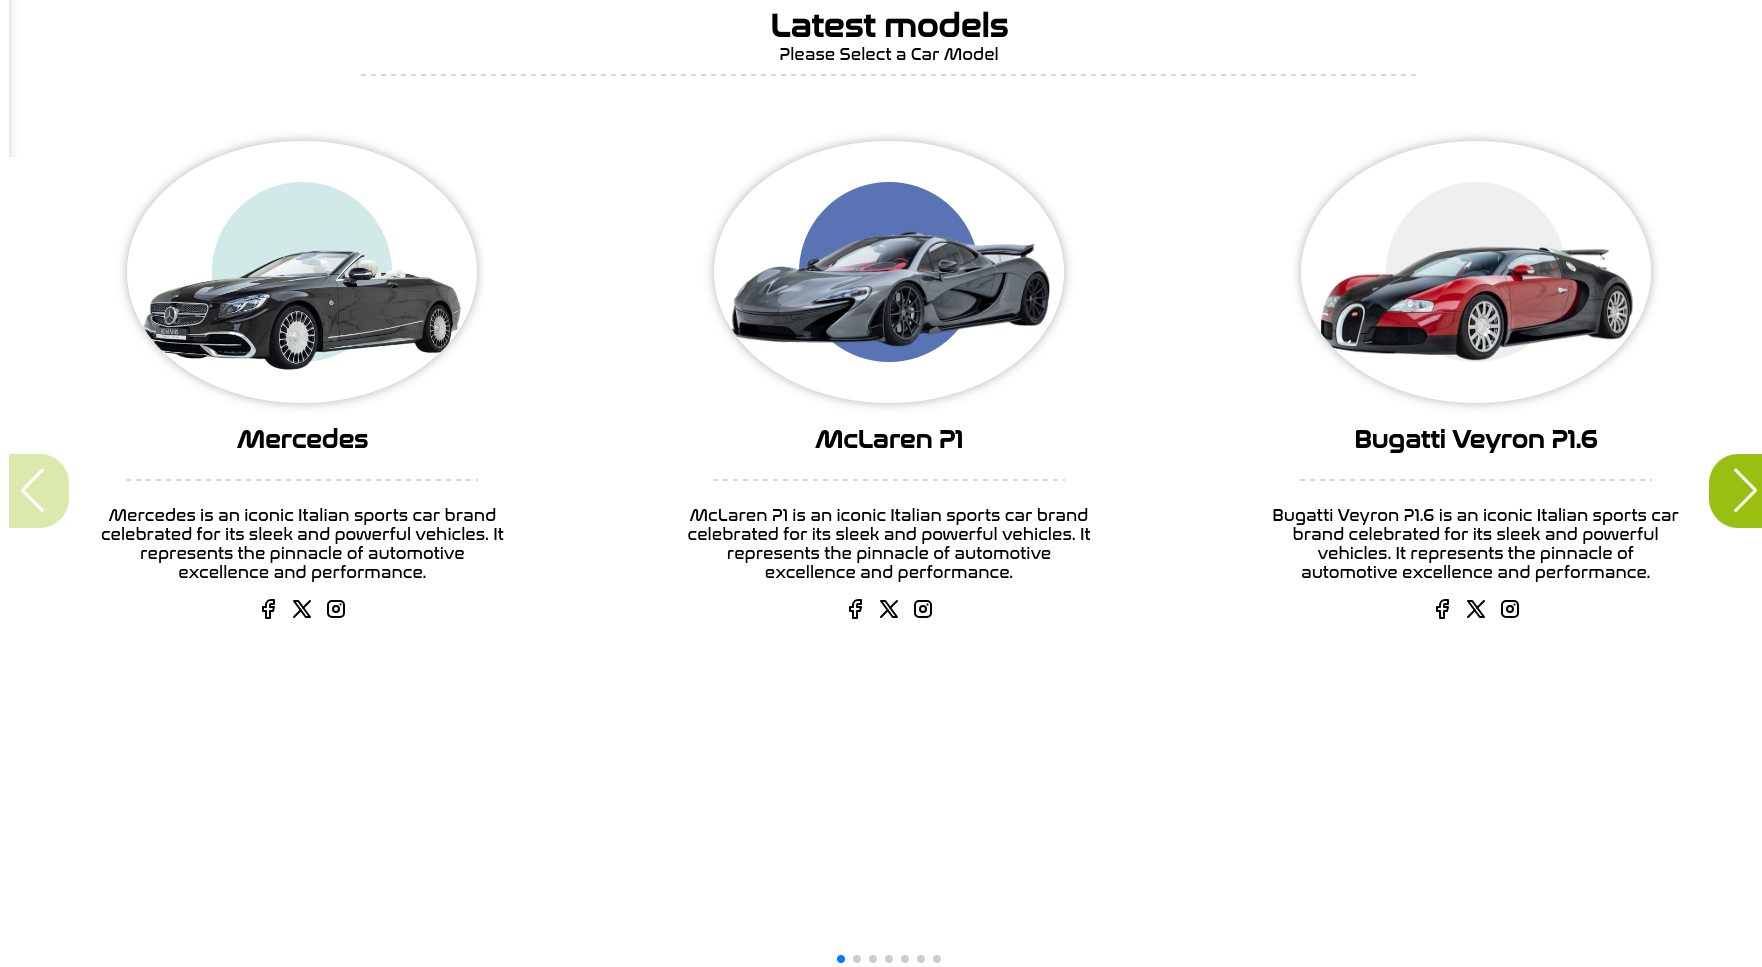 Latest models
Please Select a Car Model
Mercedes
Mercedes is an iconic Italian sports car brand
celebrated for its sleek and powerful vehicles. It
represents the pinnacle of automotive
excellence and performance.
McLaren P1
McLaren P1 is an iconic Italian sports car brand
celebrated for its sleek and powerful vehicles. It
represents the pinnacle of automotive
excellence and performance.
Bugatti Veyron P1.6
Bugatti Veyron P1.6 is an iconic Italian sports car
brand celebrated for its sleek and powerful
vehicles. It represents the pinnacle of
automotive excellence and performance.